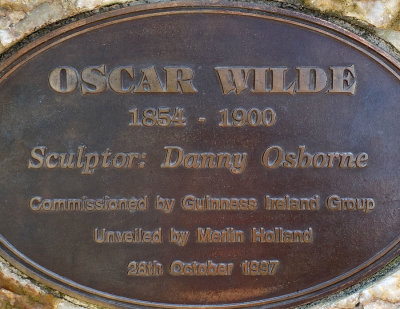 OSCAR WILDE
1854 - 1900
Sculptor: Danny Osborne
Commissioned by Guinness Ireland Group
Unveiled by Merlin Holland
28th October 1997